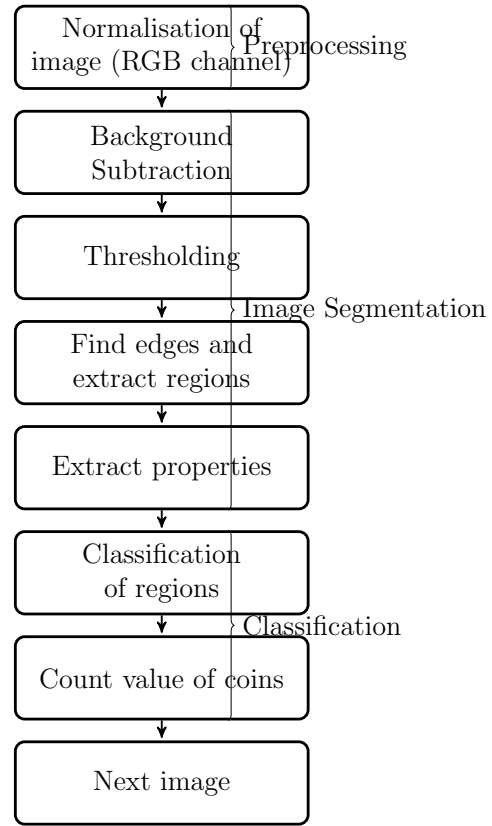 Normalisation of
image (RGB channel)
Preprocessing
Background
Subtraction
Thresholding
Image Segmentation
Find edges and
extract regions
Extract properties
Classification
of regions
Classification
Count value of coins
Next image